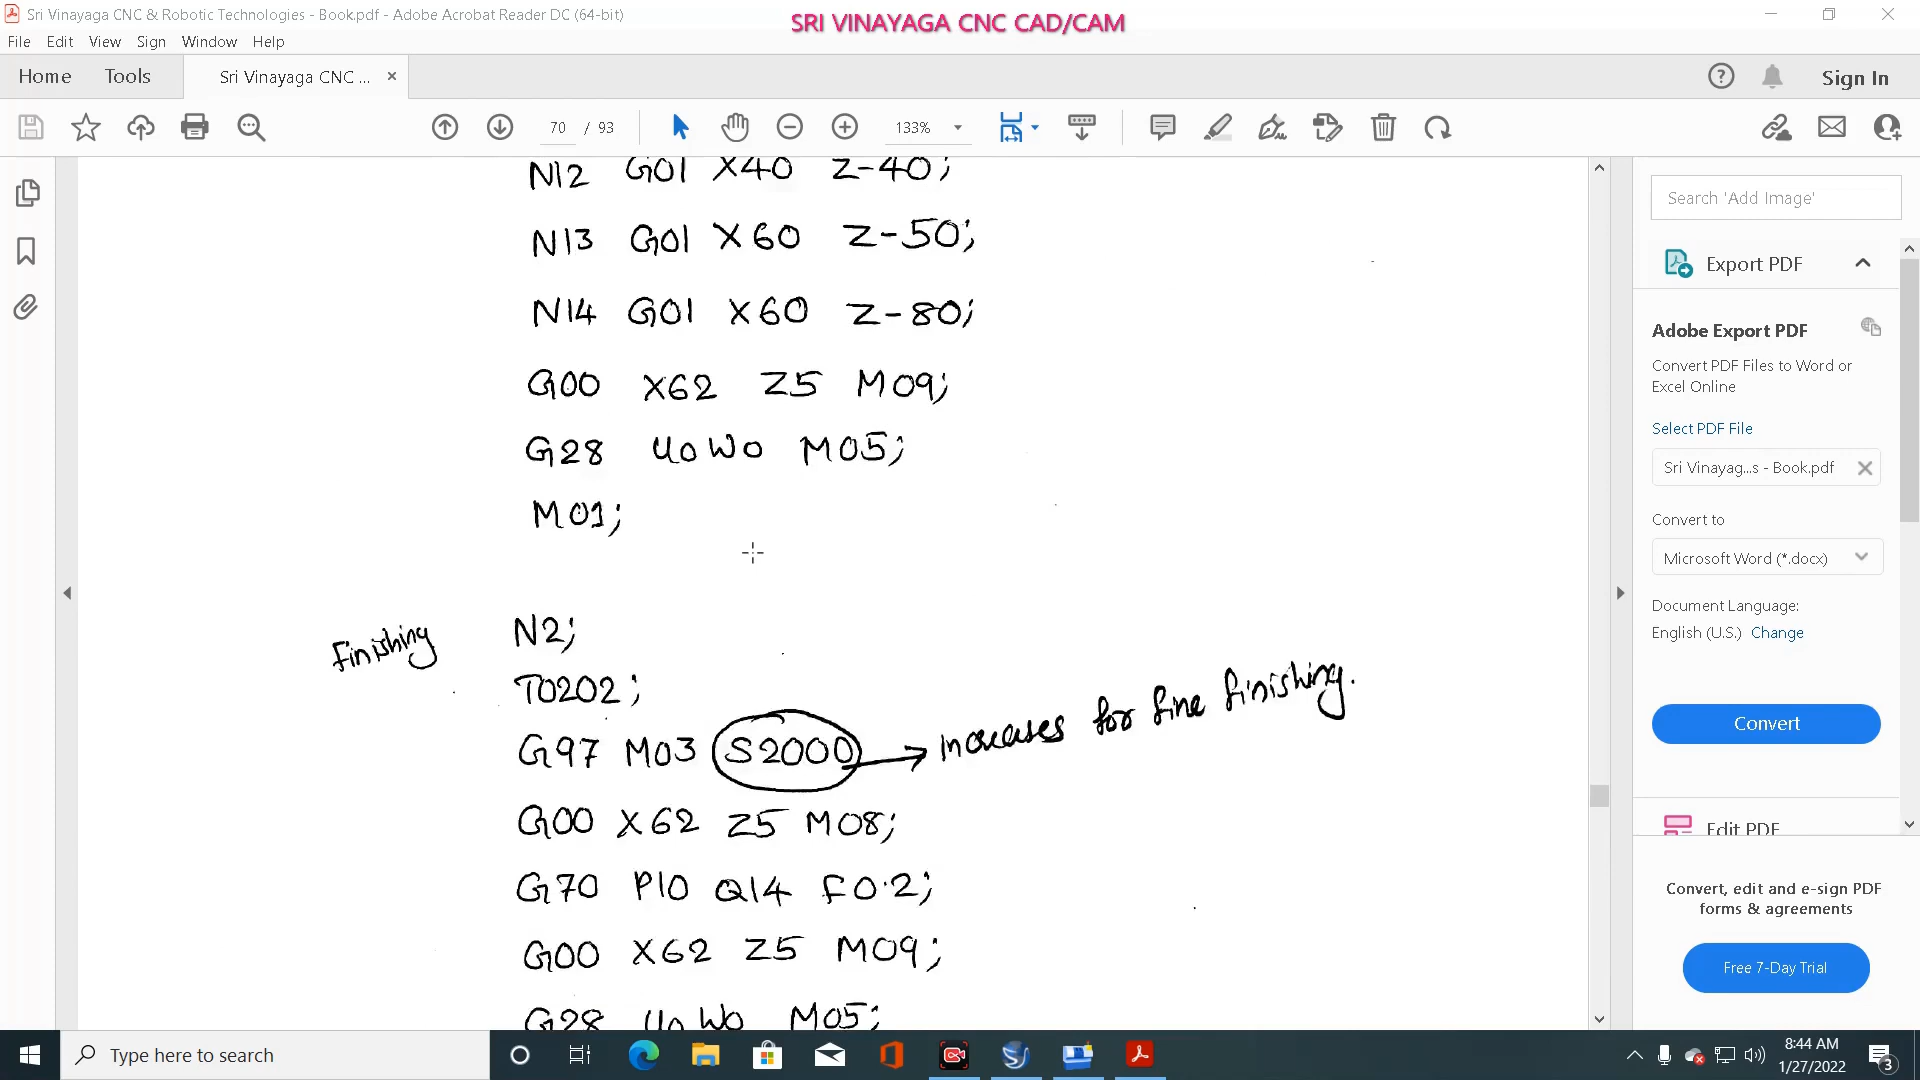 Sri Vinayaga CNC & Robotic Technologies - Book.pdf - Adobe Acrobat Reader DC (64-bit)
SRI VINAYAGA CNC CAD/CAM
File Edit View Sign Window Help
Home Tools Sri Vinayaga CNC ... × Sign In
70 / 93 133%
N12 G01 X40 Z-40;
N13 G01 X60 Z-50;
N14 G01 X60 Z-80;
G00 X62 Z5 M09;
G28 U0W0 M05;
M01;
Finishing N2;
T0202;
G97 M03 S2000 → increases for fine finishing.
G00 X62 Z5 M08;
G70 P10 Q14 F0.2;
G00 X62 Z5 M09;
G28 U0 W0 M05;
Search 'Add Image'
Export PDF
Adobe Export PDF
Convert PDF Files to Word or
Excel Online
Select PDF File
Sri Vinayag...s - Book.pdf
Convert to
Microsoft Word (*.docx)
Document Language:
English (U.S.) Change
Convert
Edit PDF
Convert, edit and e-sign PDF
forms & agreements
Free 7-Day Trial
Type here to search
8:44 AM
1/27/2022
3